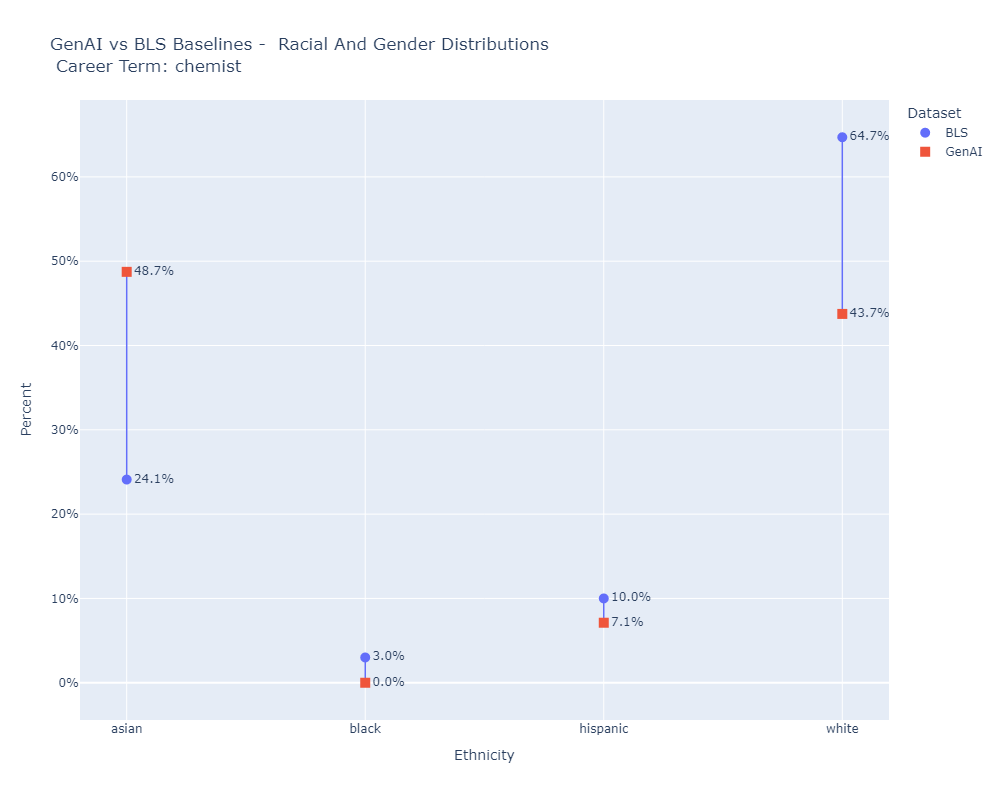 GenAI vs BLS Baselines -  Racial And Gender Distributions
Career Term: chemist
Dataset
BLS
GenAI
64.7%
60%
50%
48.7%
43.7%
40%
30%
24.1%
20%
10%
10.0%
7.1%
3.0%
0%
0.0%
Percent
asian
black
hispanic
white
Ethnicity